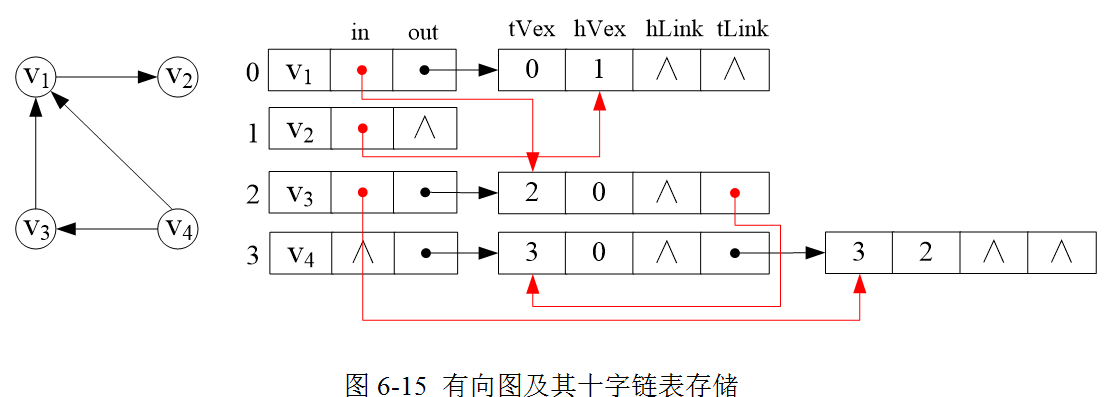 in out tVex hVex hLink tLink
v1 v2 0 v1 0 1 ∧ ∧
1 v2 ∧
2 v3 2 0 ∧
v3 v4 3 v4 ∧ 3 0 ∧ 3 2 ∧ ∧
图 6-15 有向图及其十字链表存储